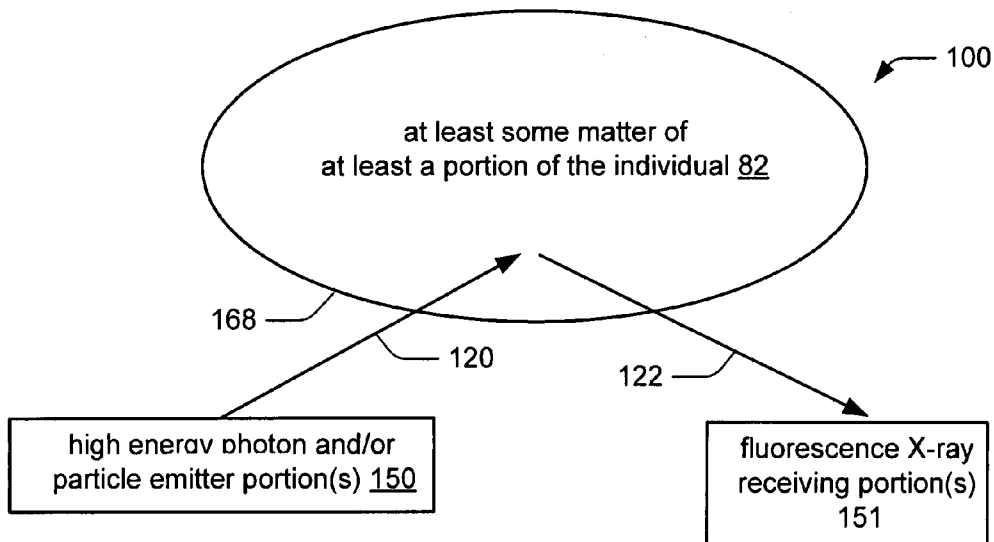 100
at least some matter of
at least a portion of the individual 82
168
120
122
high energy photon and/or
particle emitter portion(s) 150
fluorescence X-ray
receiving portion(s)
151